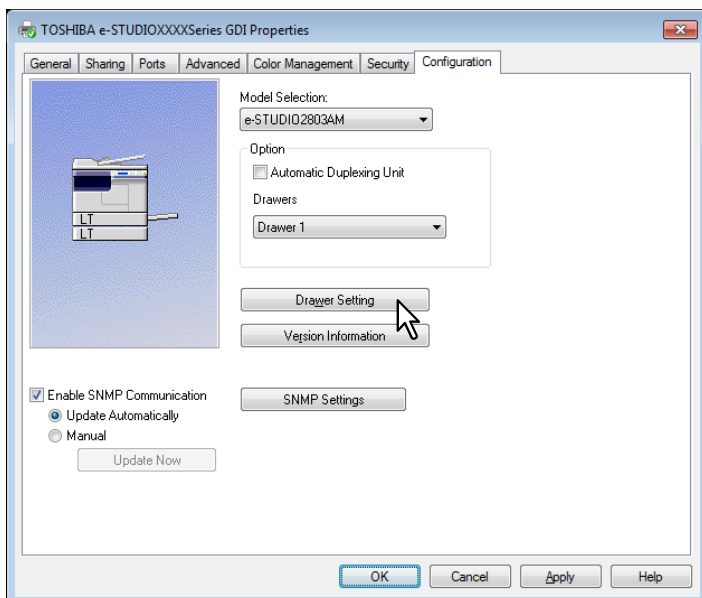 TOSHIBA e-STUDIOXXXXSeries GDI Properties
General Sharing Ports Advanced Color Management Security Configuration
Model Selection:
e-STUDIO2803AM
Option
Automatic Duplexing Unit
Drawers
Drawer 1
LT
LT
Drawer Setting
Version Information
Enable SNMP Communication
SNMP Settings
Update Automatically
Manual
Update Now
OK Cancel Apply Help